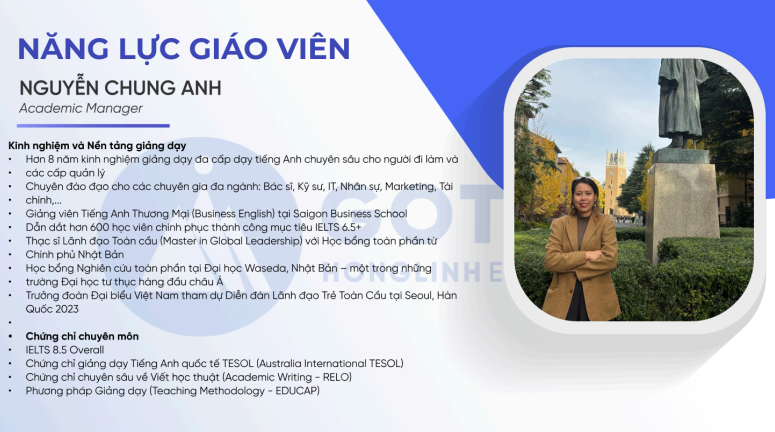 NĂNG LỰC GIÁO VIÊN
NGUYỄN CHUNG ANH
Academic Manager
Kinh nghiệm và Nền tảng giảng dạy
• Hơn 8 năm kinh nghiệm giảng dạy đa cấp dạy tiếng Anh chuyên sâu cho người đi làm và
• các cấp quản lý
• Chuyên đào đạo cho các chuyên gia đa ngành: Bác sĩ, Kỹ sư, IT, Nhân sự, Marketing, Tài
• chính,...
• Giảng viên Tiếng Anh Thương Mại (Business English) tại Saigon Business School
• Dẫn dắt hơn 600 học viên chinh phục thành công mục tiêu IELTS 6.5+
• Thạc sĩ Lãnh đạo Toàn cầu (Master in Global Leadership) với Học bổng toàn phần từ
• Chính phủ Nhật Bản
• Học bổng Nghiên cứu toàn phần tại Đại học Waseda, Nhật Bản – một trong những
• trường Đại học tư thục hàng đầu châu Á
• Trưởng đoàn Đại biểu Việt Nam tham dự Diễn đàn Lãnh đạo Trẻ Toàn Cầu tại Seoul, Hàn
Quốc 2023
•
• Chứng chỉ chuyên môn
• IELTS 8.5 Overall
• Chứng chỉ giảng dạy Tiếng Anh quốc tế TESOL (Australia International TESOL)
• Chứng chỉ chuyên sâu về Viết học thuật (Academic Writing - RELO)
• Phương pháp Giảng dạy (Teaching Methodology - EDUCAP)
HONGLINH